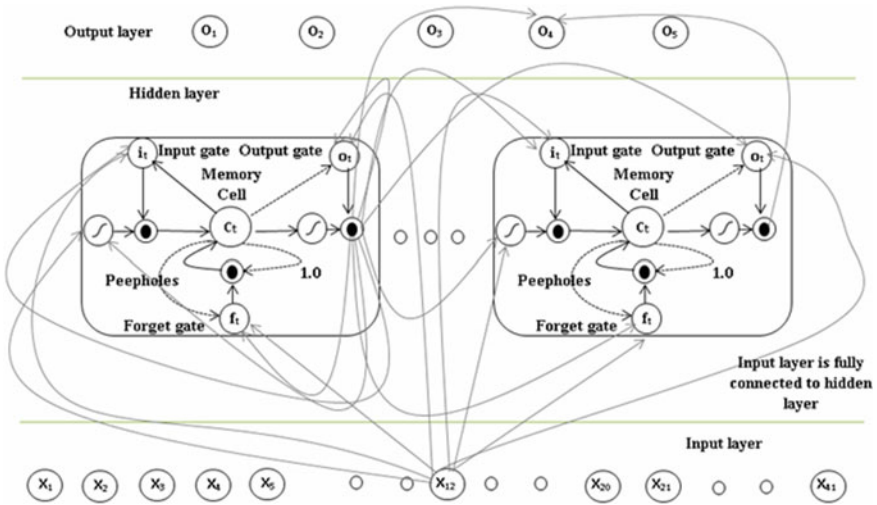 Output layer O₁ O₂ O₃ O₄ O₅
Hidden layer
iₜ Input gate Output gate oₜ
Memory
Cell
cₜ
Peepholes 1.0
Forget gate fₜ
iₜ Input gate Output gate oₜ
Memory
Cell
cₜ
Peepholes 1.0
Forget gate fₜ
Input layer is fully
connected to hidden
layer
Input layer
X₁ X₂ X₃ X₄ X₅ X₁₂ X₂₀ X₂₁ X₄₁